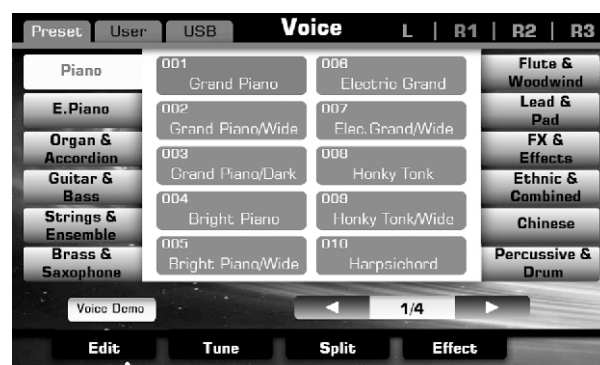 Preset User USB Voice L | R1 | R2 | R3
Piano
E.Piano
Organ &
Accordion
Guitar &
Bass
Strings &
Ensemble
Brass &
Saxophone
001
Grand Piano
002
Grand Piano/Wide
003
Grand Piano/Dark
004
Bright Piano
005
Bright Piano/Wide
006
Electric Grand
007
Elec.Grand/Wide
008
Honky Tonk
009
Honky Tonk/Wide
010
Harpsichord
Flute &
Woodwind
Lead &
Pad
FX &
Effects
Ethnic &
Combined
Chinese
Percussive &
Drum
Voice Demo
1/4
Edit Tune Split Effect